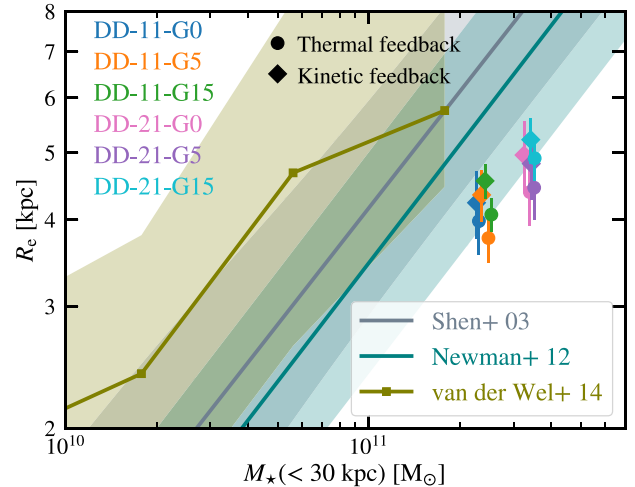 DD-11-G0
DD-11-G5
DD-11-G15
DD-21-G0
DD-21-G5
DD-21-G15
Thermal feedback
Kinetic feedback
8
7
6
5
4
3
2
R_e [kpc]
Shen+ 03
Newman+ 12
van der Wel+ 14
10^10
10^11
M_⋆(< 30 kpc) [M_⊙]